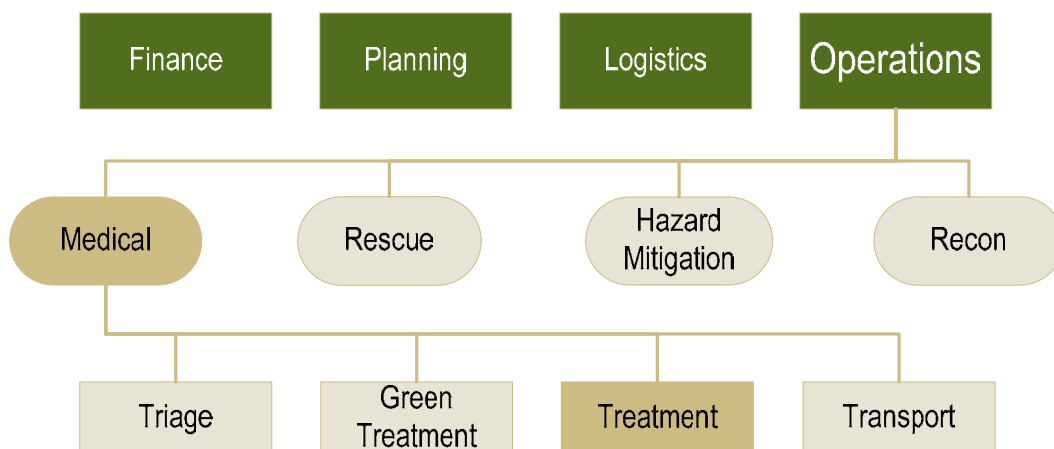 Finance
Planning
Logistics
Operations
Medical
Rescue
Hazard
Mitigation
Recon
Triage
Green
Treatment
Treatment
Transport